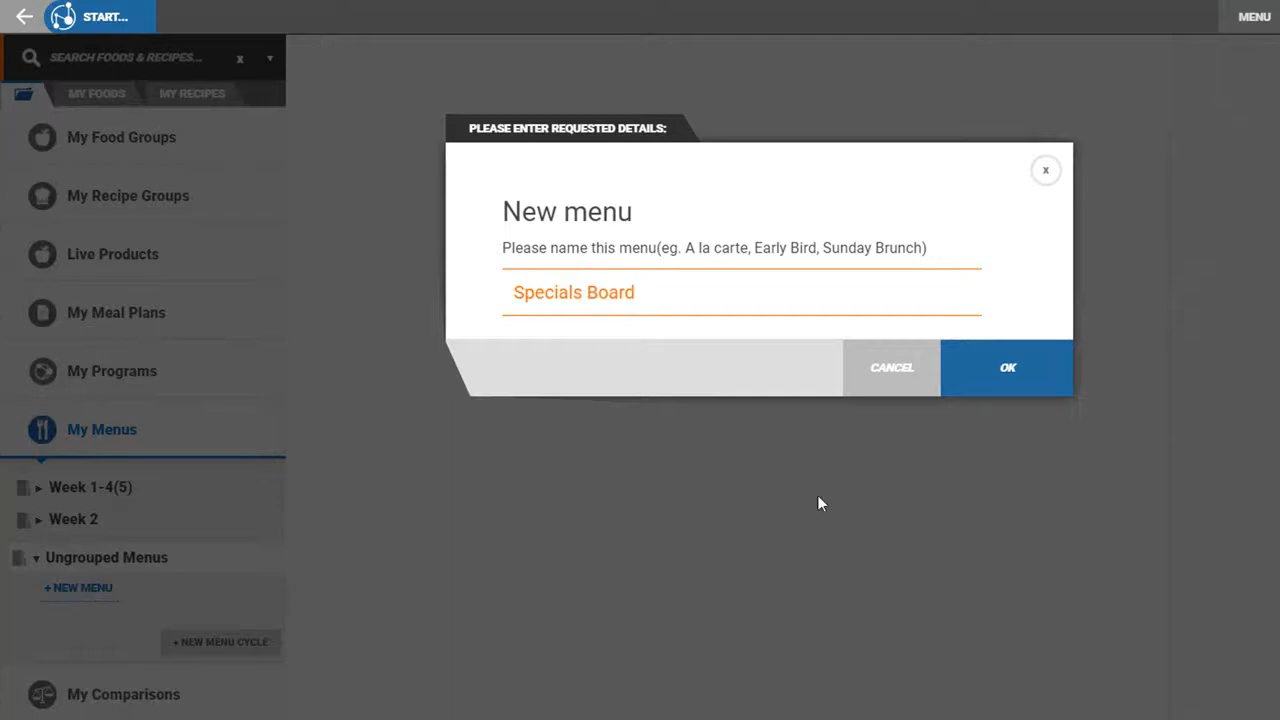 START...
MENU
SEARCH FOODS & RECIPES...
x
MY FOODS
MY RECIPES
My Food Groups
My Recipe Groups
Live Products
My Meal Plans
My Programs
My Menus
Week 1-4(5)
Week 2
Ungrouped Menus
+ NEW MENU
+ NEW MENU CYCLE
My Comparisons
PLEASE ENTER REQUESTED DETAILS:
x
New menu
Please name this menu(eg. A la carte, Early Bird, Sunday Brunch)
Specials Board
CANCEL
OK